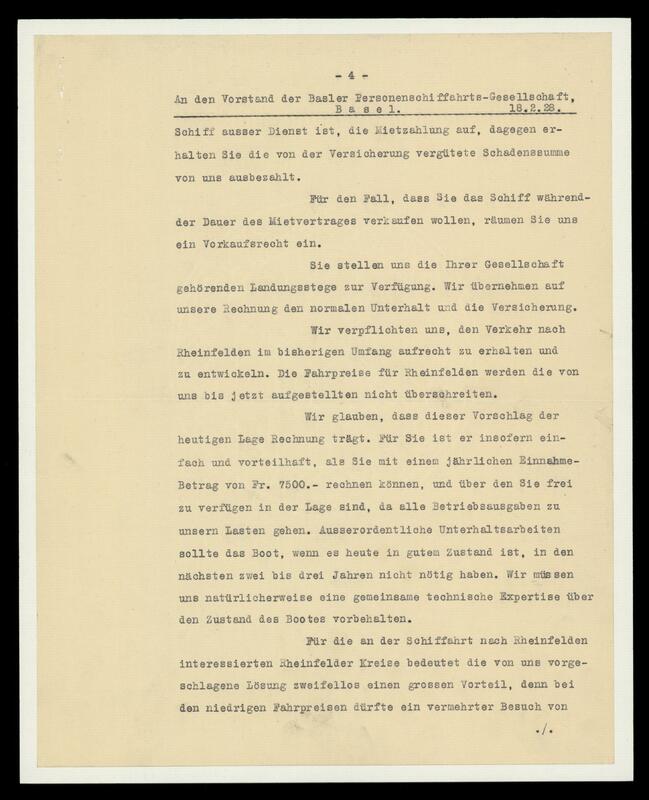 - 4 -
An den Vorstand der Basler Personenschiffahrts-Gesellschaft,
B a s e l. 18.2.28.
Schiff ausser Dienst ist, die Mietzahlung auf, dagegen er-
halten Sie die von der Versicherung vergütete Schadenssumme
von uns ausbezahlt.
Für den Fall, dass Sie das Schiff während-
der Dauer des Mietvertrages verkaufen wollen, räumen Sie uns
ein Vorkaufsrecht ein.
Sie stellen uns die Ihrer Gesellschaft
gehörenden Landungsstege zur Verfügung. Wir übernehmen auf
unsere Rechnung den normalen Unterhalt und die Versicherung.
Wir verpflichten uns, den Verkehr nach
Rheinfelden im bisherigen Umfang aufrecht zu erhalten und
zu entwickeln. Die Fahrpreise für Rheinfelden werden die von
uns bis jetzt aufgestellten nicht überschreiten.
Wir glauben, dass dieser Vorschlag der
heutigen Lage Rechnung trägt. Für Sie ist er insofern ein-
fach und vorteilhaft, als Sie mit einem jährlichen Einnahme-
Betrag von Fr. 7500.- rechnen können, und über den Sie frei
zu verfügen in der Lage sind, da alle Betriebsausgaben zu
unsern Lasten gehen. Ausserordentliche Unterhaltsarbeiten
sollte das Boot, wenn es heute in gutem Zustand ist, in den
nächsten zwei bis drei Jahren nicht nötig haben. Wir müssen
uns natürlicherweise eine gemeinsame technische Expertise über
den Zustand des Bootes vorbehalten.
Für die an der Schiffahrt nach Rheinfelden
interessierten Rheinfelder Kreise bedeutet die von uns vorge-
schlagene Lösung zweifellos einen grossen Vorteil, denn bei
den niedrigen Fahrpreisen dürfte ein vermehrter Besuch von
./.